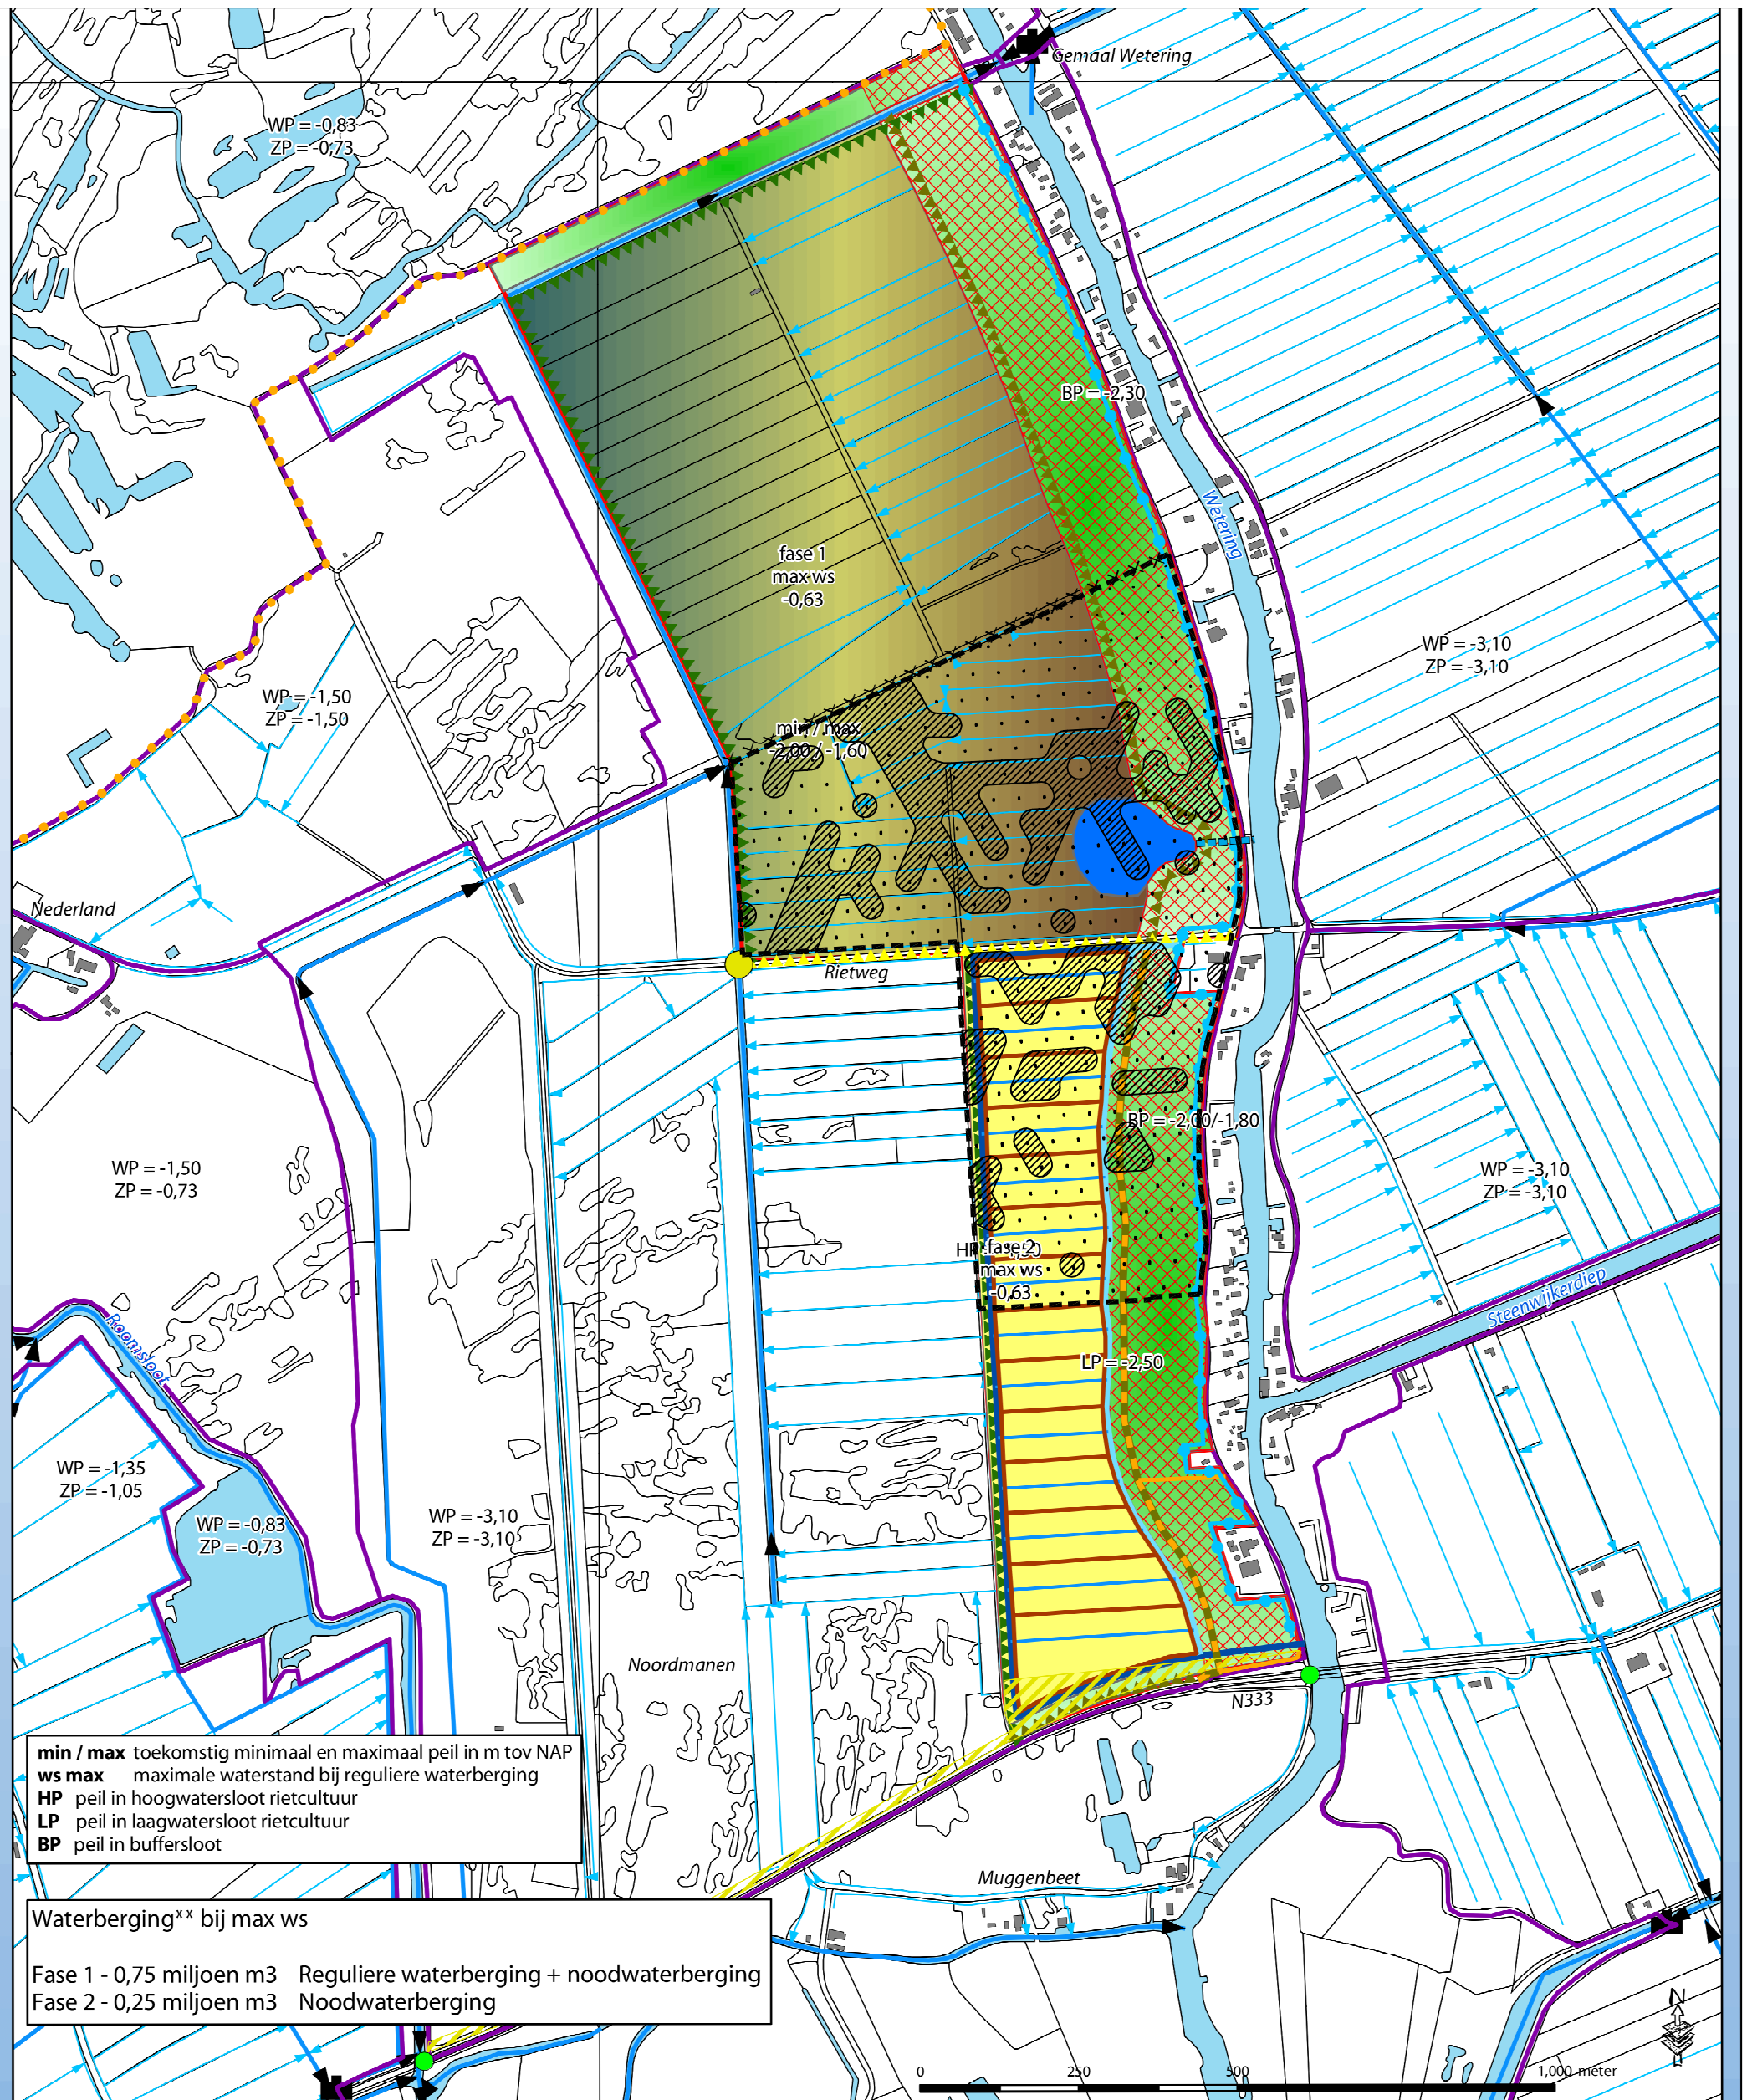 Gemaal Wetering
WP = -0,83
ZP = -0,73
BP = -2,30
Wetering
fase 1
max ws
-0,63
WP = -3,10
ZP = -3,10
WP = -1,50
ZP = -1,50
min / max
-2,00 / -1,60
Nederland
Rietweg
BP = -2,00/-1,80
WP = -1,50
ZP = -0,73
WP = -3,10
ZP = -3,10
fase 2
max ws
-0,63
Steenwijkerdiep
Roomsloot
LP = -2,50
WP = -1,35
ZP = -1,05
WP = -0,83
ZP = -0,73
WP = -3,10
ZP = -3,10
Noordmanen
N333
min / max toekomstig minimaal en maximaal peil in m tov NAP
ws max maximale waterstand bij reguliere waterberging
HP peil in hoogwatersloot rietcultuur
LP peil in laagwatersloot rietcultuur
BP peil in buffersloot
Muggenbeet
Waterberging** bij max ws
Fase 1 - 0,75 miljoen m3 Reguliere waterberging + noodwaterberging
Fase 2 - 0,25 miljoen m3 Noodwaterberging
N
0 250 500 1,000 meter